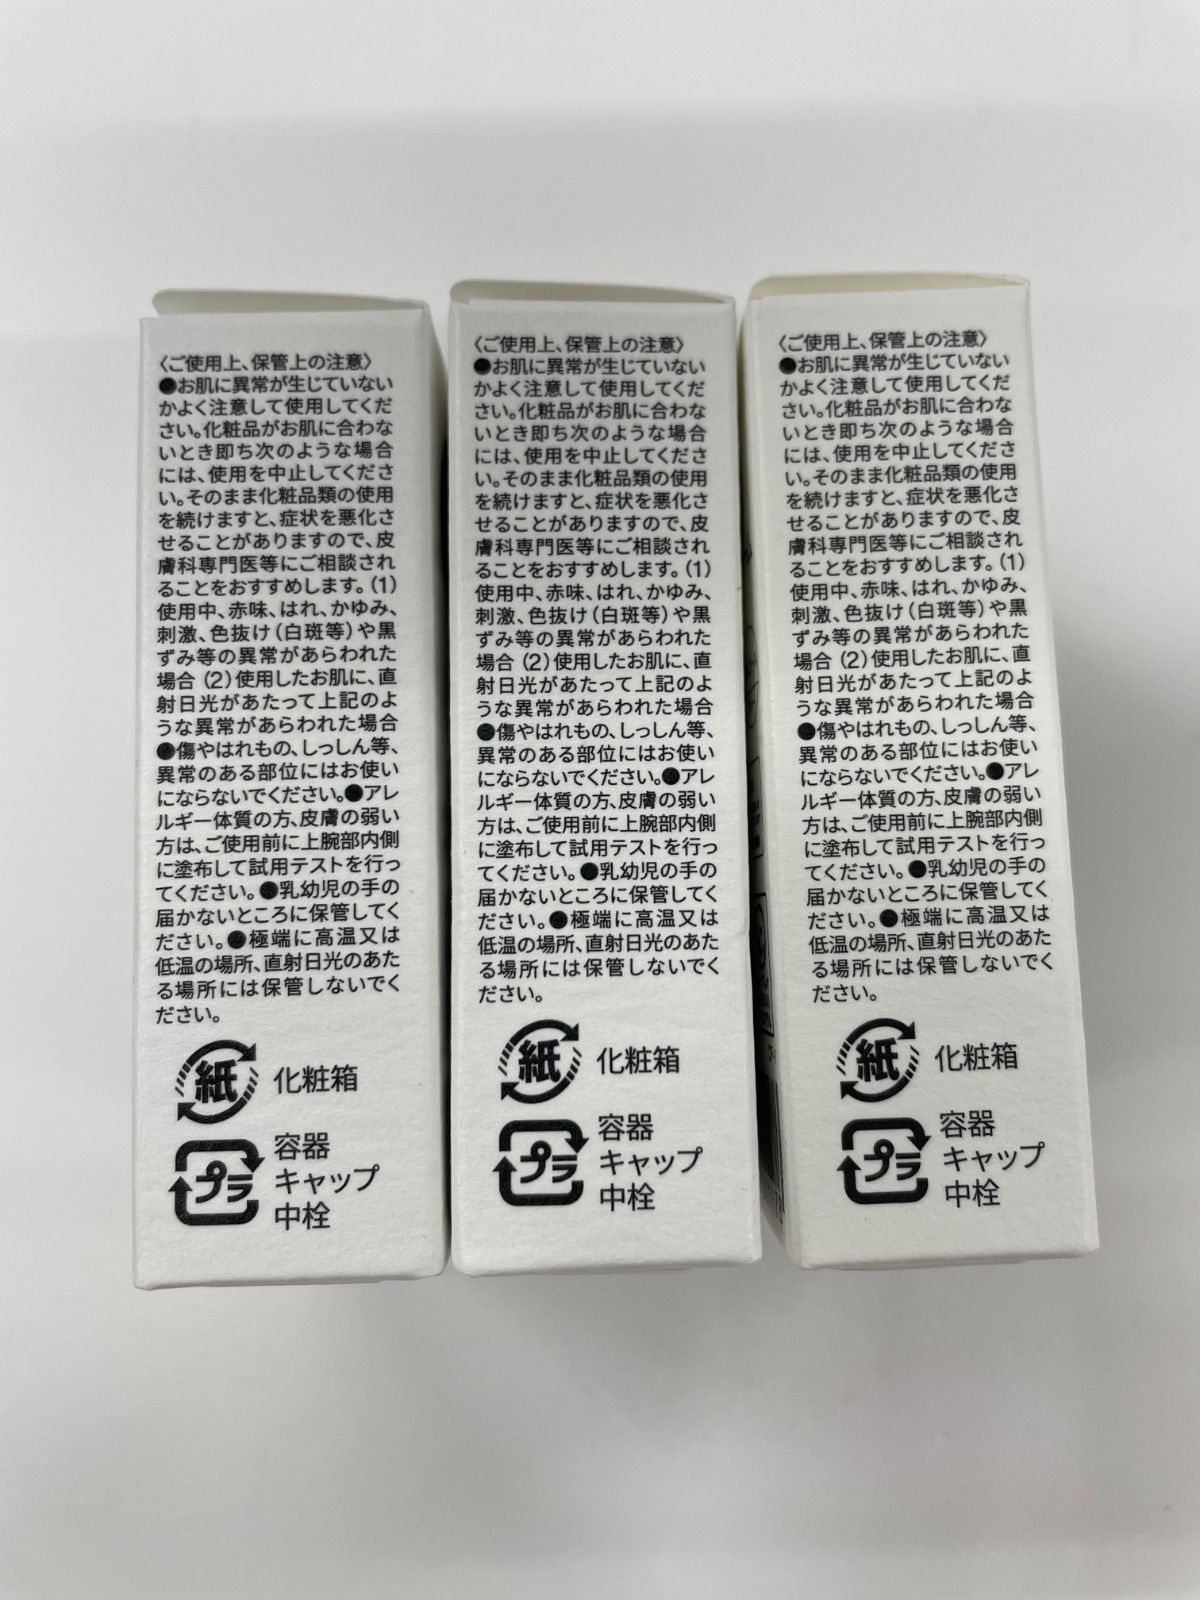 〈ご使用上、保管上の注意〉
●お肌に異常が生じていない
かよく注意して使用してくだ
さい。化粧品がお肌に合わな
いとき即ち次のような場合
には、使用を中止してくださ
い。そのまま化粧品類の使用
を続けますと、症状を悪化さ
せることがありますので、皮
膚科専門医等にご相談され
ることをおすすめします。（1）
使用中、赤味、はれ、かゆみ、
刺激、色抜け（白斑等）や黒
ずみ等の異常があらわれた
場合（2）使用したお肌に、直
射日光があたって上記のよ
うな異常があらわれた場合
●傷やはれもの、しっしん等、
異常のある部位にはお使い
にならないでください。●アレ
ルギー体質の方、皮膚の弱い
方は、ご使用前に上腕部内側
に塗布して試用テストを行っ
てください。●乳幼児の手の
届かないところに保管してく
ださい。●極端に高温又は
低温の場所、直射日光のあた
る場所には保管しないでく
ださい。
紙 化粧箱
プラ 容器
キャップ
中栓
〈ご使用上、保管上の注意〉
●お肌に異常が生じていない
かよく注意して使用してくだ
さい。化粧品がお肌に合わな
いとき即ち次のような場合
には、使用を中止してくださ
い。そのまま化粧品類の使用
を続けますと、症状を悪化さ
せることがありますので、皮
膚科専門医等にご相談され
ることをおすすめします。（1）
使用中、赤味、はれ、かゆみ、
刺激、色抜け（白斑等）や黒
ずみ等の異常があらわれた
場合（2）使用したお肌に、直
射日光があたって上記のよ
うな異常があらわれた場合
●傷やはれもの、しっしん等、
異常のある部位にはお使い
にならないでください。●アレ
ルギー体質の方、皮膚の弱い
方は、ご使用前に上腕部内側
に塗布して試用テストを行っ
てください。●乳幼児の手の
届かないところに保管してく
ださい。●極端に高温又は
低温の場所、直射日光のあた
る場所には保管しないでく
ださい。
紙 化粧箱
プラ 容器
キャップ
中栓
〈ご使用上、保管上の注意〉
●お肌に異常が生じていない
かよく注意して使用してくだ
さい。化粧品がお肌に合わな
いとき即ち次のような場合
には、使用を中止してくださ
い。そのまま化粧品類の使用
を続けますと、症状を悪化さ
せることがありますので、皮
膚科専門医等にご相談され
ることをおすすめします。（1）
使用中、赤味、はれ、かゆみ、
刺激、色抜け（白斑等）や黒
ずみ等の異常があらわれた
場合（2）使用したお肌に、直
射日光があたって上記のよ
うな異常があらわれた場合
●傷やはれもの、しっしん等、
異常のある部位にはお使い
にならないでください。●アレ
ルギー体質の方、皮膚の弱い
方は、ご使用前に上腕部内側
に塗布して試用テストを行っ
てください。●乳幼児の手の
届かないところに保管してく
ださい。●極端に高温又は
低温の場所、直射日光のあた
る場所には保管しないでく
ださい。
紙 化粧箱
プラ 容器
キャップ
中栓